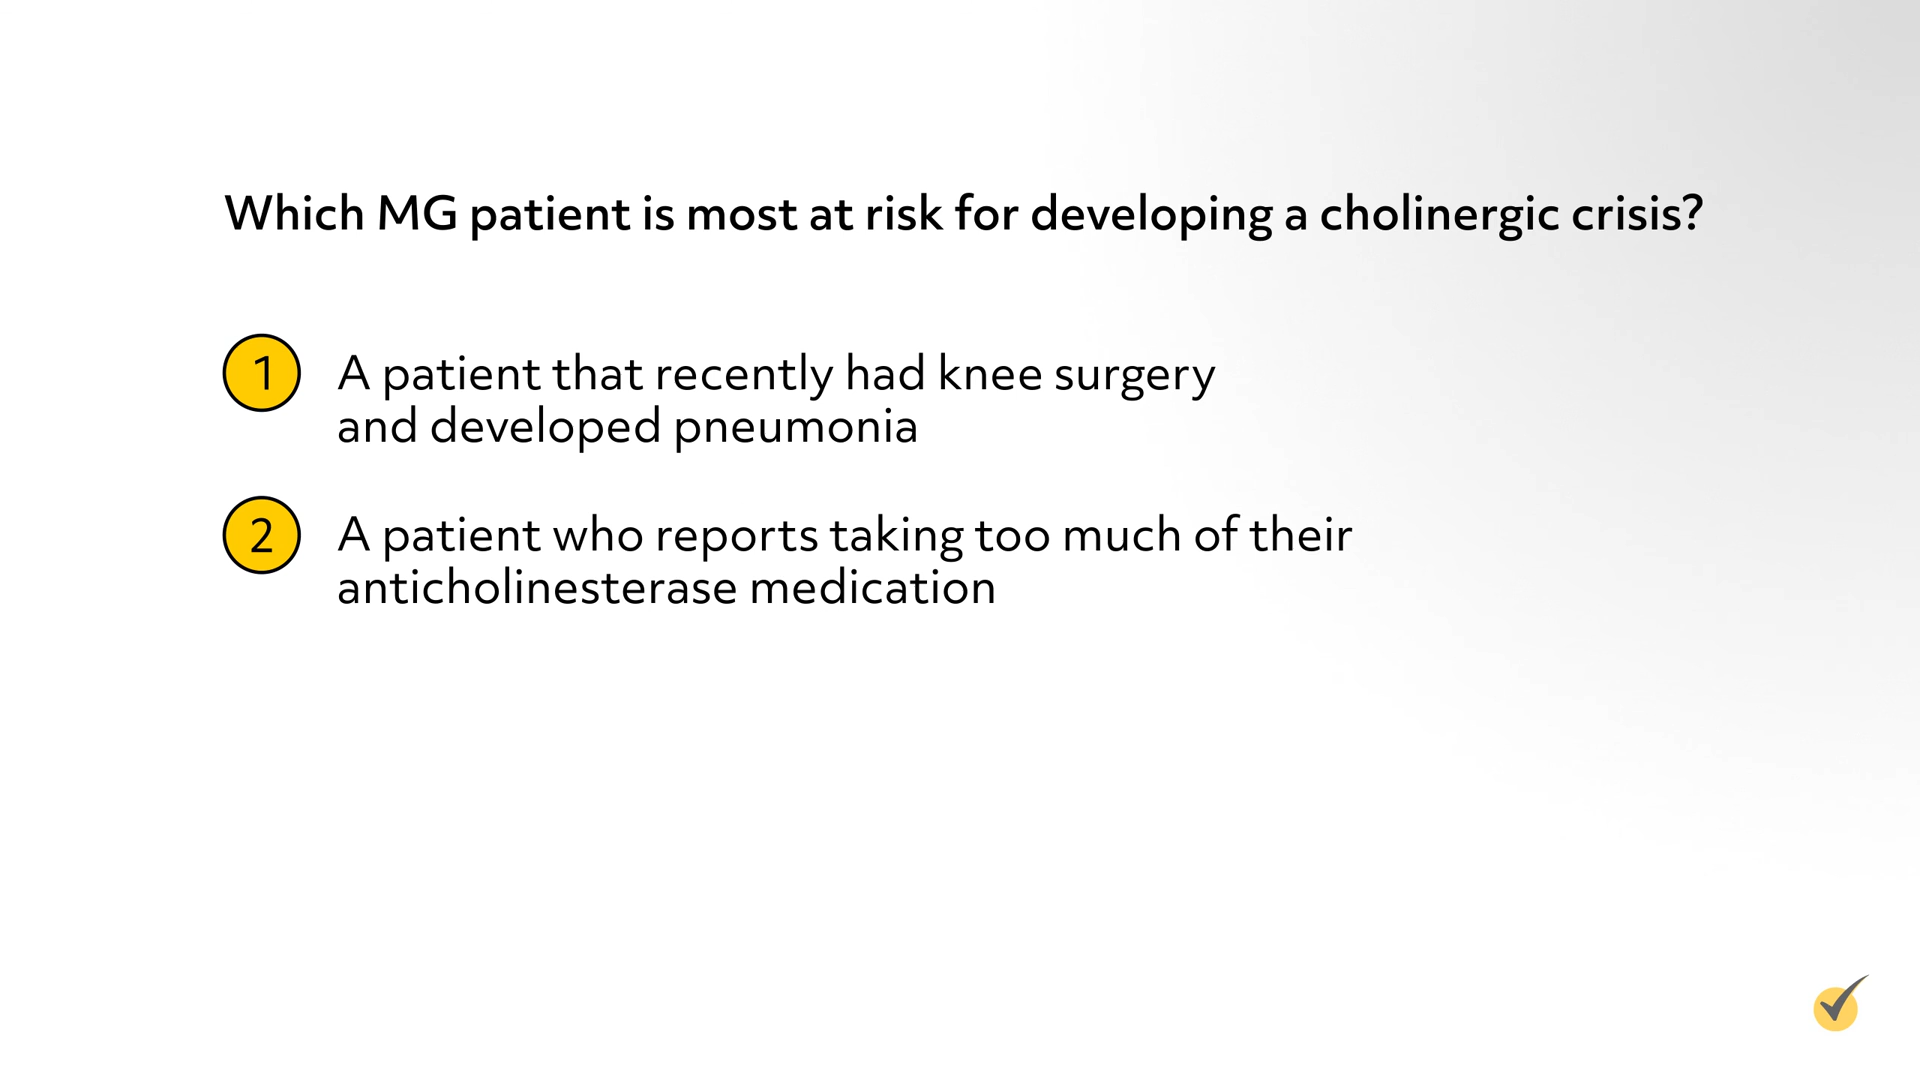 Which MG patient is most at risk for developing a cholinergic crisis?
1 A patient that recently had knee surgery
and developed pneumonia
2 A patient who reports taking too much of their
anticholinesterase medication